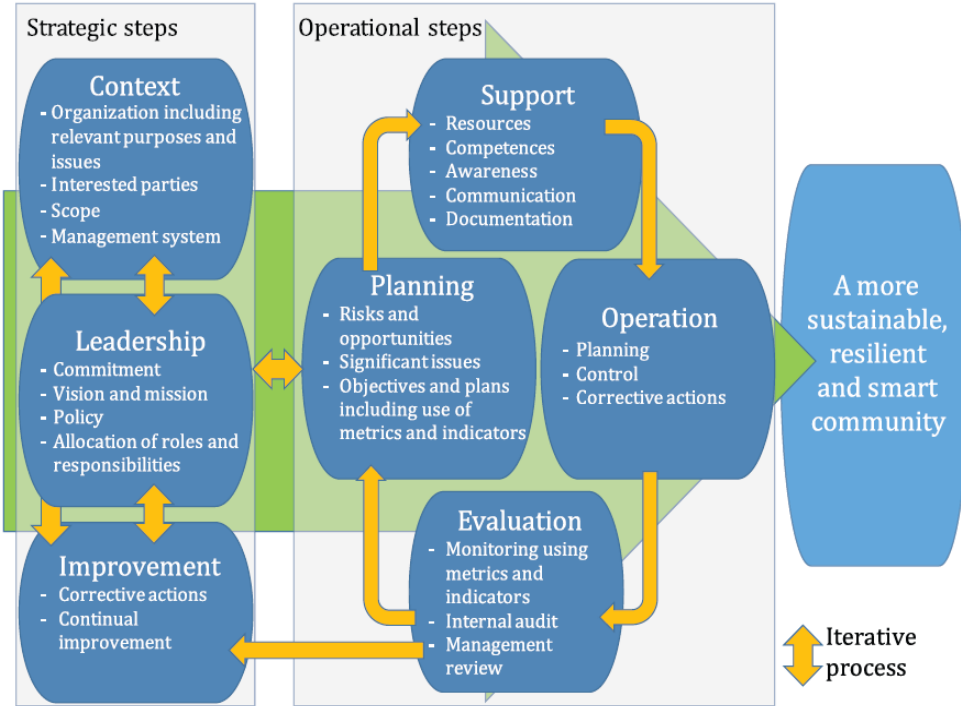 Strategic steps
Context
- Organization including
relevant purposes and
issues
- Interested parties
- Scope
- Management system
Leadership
- Commitment
- Vision and mission
- Policy
- Allocation of roles and
responsibilities
Improvement
- Corrective actions
- Continual
improvement
Operational steps
Support
- Resources
- Competences
- Awareness
- Communication
- Documentation
Planning
- Risks and
opportunities
- Significant issues
- Objectives and plans
including use of
metrics and indicators
Operation
- Planning
- Control
- Corrective actions
Evaluation
- Monitoring using
metrics and
indicators
- Internal audit
- Management
review
A more
sustainable,
resilient
and smart
community
Iterative
process